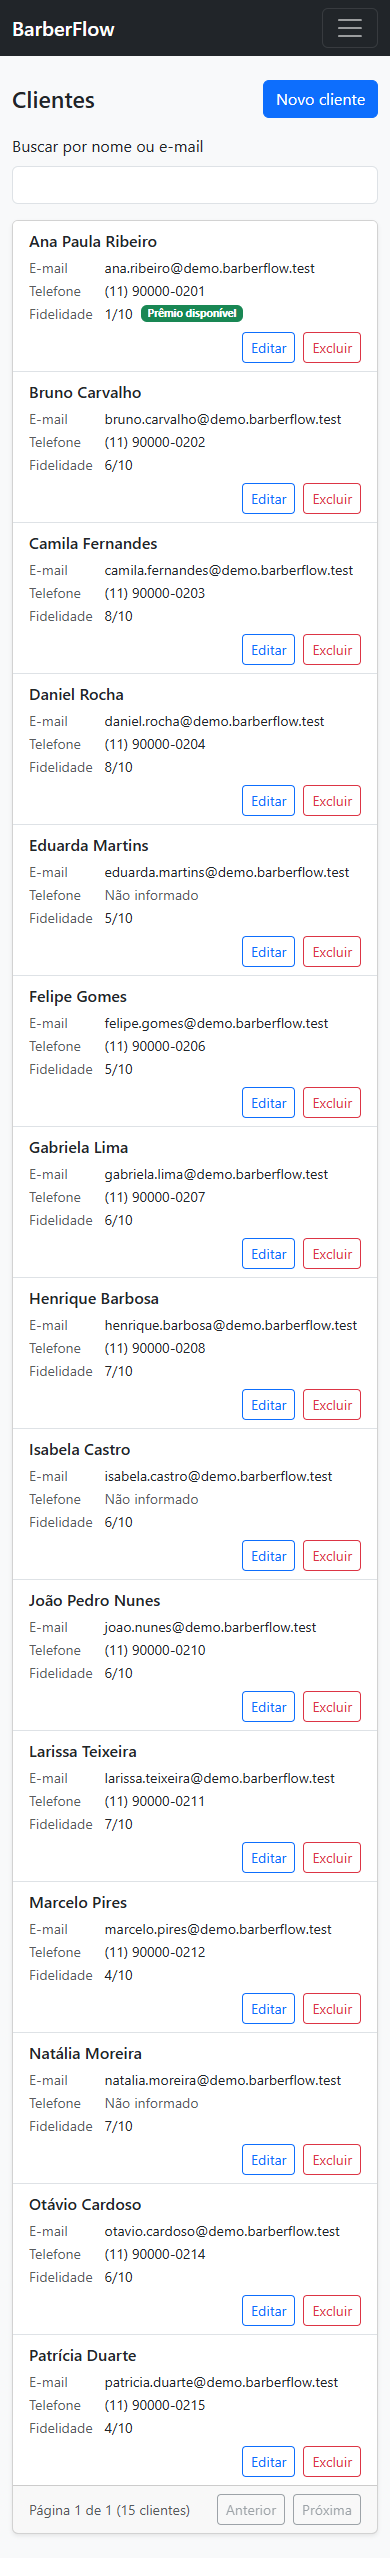 BarberFlow
Clientes
Novo cliente
Buscar por nome ou e-mail
Ana Paula Ribeiro
E-mail ana.ribeiro@demo.barberflow.test
Telefone (11) 90000-0201
Fidelidade 1/10 Prêmio disponível
Editar Excluir
Bruno Carvalho
E-mail bruno.carvalho@demo.barberflow.test
Telefone (11) 90000-0202
Fidelidade 6/10
Editar Excluir
Camila Fernandes
E-mail camila.fernandes@demo.barberflow.test
Telefone (11) 90000-0203
Fidelidade 8/10
Editar Excluir
Daniel Rocha
E-mail daniel.rocha@demo.barberflow.test
Telefone (11) 90000-0204
Fidelidade 8/10
Editar Excluir
Eduarda Martins
E-mail eduarda.martins@demo.barberflow.test
Telefone Não informado
Fidelidade 5/10
Editar Excluir
Felipe Gomes
E-mail felipe.gomes@demo.barberflow.test
Telefone (11) 90000-0206
Fidelidade 5/10
Editar Excluir
Gabriela Lima
E-mail gabriela.lima@demo.barberflow.test
Telefone (11) 90000-0207
Fidelidade 6/10
Editar Excluir
Henrique Barbosa
E-mail henrique.barbosa@demo.barberflow.test
Telefone (11) 90000-0208
Fidelidade 7/10
Editar Excluir
Isabela Castro
E-mail isabela.castro@demo.barberflow.test
Telefone Não informado
Fidelidade 6/10
Editar Excluir
João Pedro Nunes
E-mail joao.nunes@demo.barberflow.test
Telefone (11) 90000-0210
Fidelidade 6/10
Editar Excluir
Larissa Teixeira
E-mail larissa.teixeira@demo.barberflow.test
Telefone (11) 90000-0211
Fidelidade 7/10
Editar Excluir
Marcelo Pires
E-mail marcelo.pires@demo.barberflow.test
Telefone (11) 90000-0212
Fidelidade 4/10
Editar Excluir
Natália Moreira
E-mail natalia.moreira@demo.barberflow.test
Telefone Não informado
Fidelidade 7/10
Editar Excluir
Otávio Cardoso
E-mail otavio.cardoso@demo.barberflow.test
Telefone (11) 90000-0214
Fidelidade 6/10
Editar Excluir
Patrícia Duarte
E-mail patricia.duarte@demo.barberflow.test
Telefone (11) 90000-0215
Fidelidade 4/10
Editar Excluir
Página 1 de 1 (15 clientes) Anterior Próxima